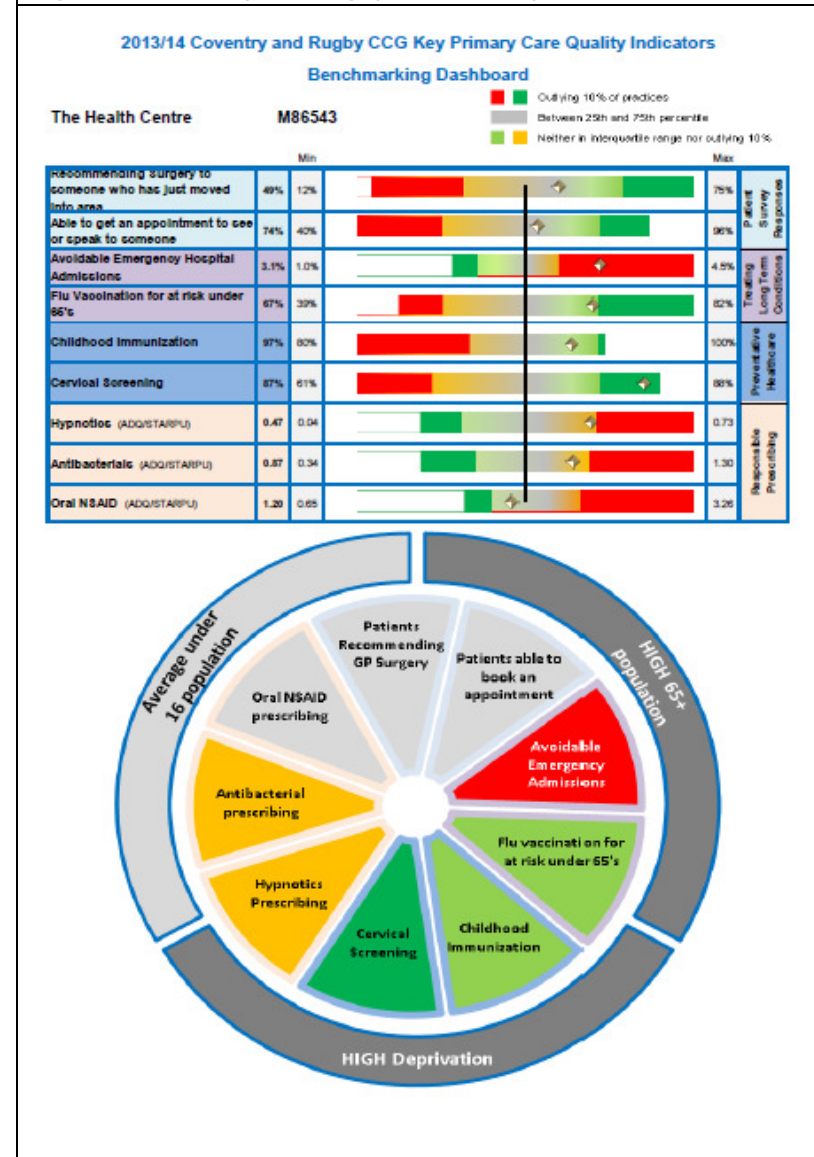 2013/14 Coventry and Rugby CCG Key Primary Care Quality Indicators
Benchmarking Dashboard
The Health Centre M86543
Outlying 10% of practices
Between 25th and 75th percentile
Neither in interquartile range nor outlying 10%
Min Max
Recommending surgery to
someone who has just moved
into area
49% 12% 75%
Able to get an appointment to see
or speak to someone
74% 40% 96%
Patient
Survey
Responses
Avoidable Emergency Hospital
Admissions
3.1% 1.0% 4.5%
Flu Vaccination for at risk under
65's
67% 39% 82%
Treating
Long Term
Conditions
Childhood Immunization 97% 80% 100%
Cervical Screening 87% 61% 88%
Preventative
Healthcare
Hypnotics (ADQ/STARPU) 0.47 0.04 0.73
Antibacterials (ADQ/STARPU) 0.87 0.34 1.30
Oral NSAID (ADQ/STARPU) 1.20 0.65 3.26
Responsible
Prescribing
Average under
16 population
HIGH 65+
population
HIGH Deprivation
Patients
Recommending
GP Surgery
Patients able to
book an
appointment
Avoidable
Emergency
Admissions
Flu vaccination for
at risk under 65's
Childhood
Immunization
Cervical
Screening
Hypnotics
Prescribing
Antibacterial
prescribing
Oral NSAID
prescribing